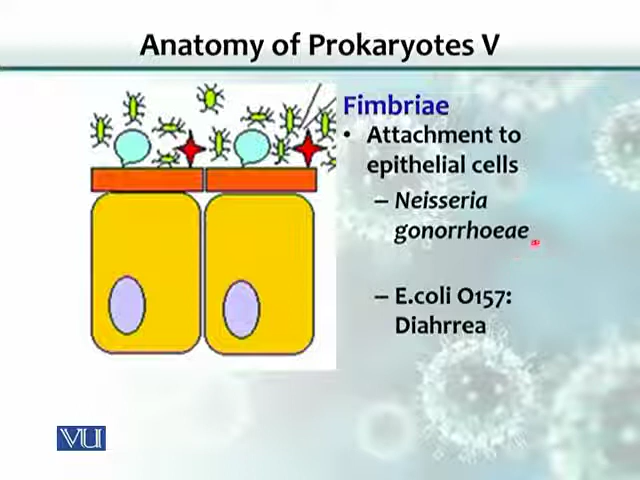 Anatomy of Prokaryotes V
Fimbriae
• Attachment to
epithelial cells
– Neisseria
gonorrhoeae
– E.coli O157:
Diahrrea
VU